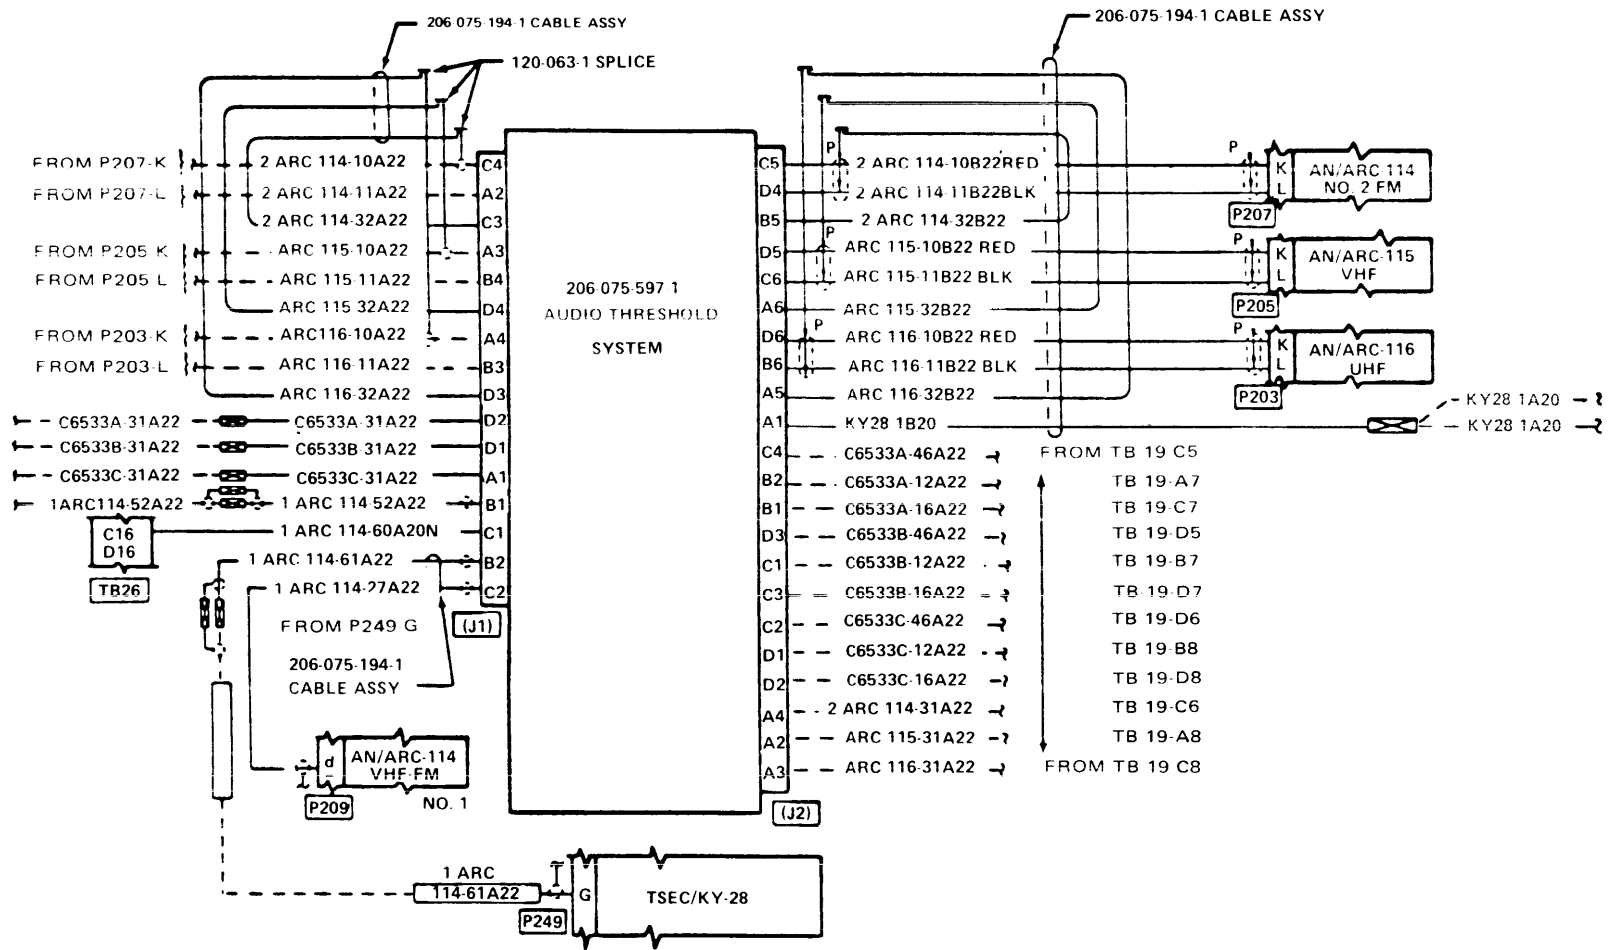 206-075-194-1 CABLE ASSY
206-075-194-1 CABLE ASSY
120-063-1 SPLICE
FROM P207-K
2 ARC 114-10A22
C4
FROM P207-L
2 ARC 114-11A22
A2
2 ARC 114-32A22
C3
FROM P205 K
ARC 115-10A22
A3
FROM P205 L
ARC 115 11A22
B4
ARC 115 32A22
D4
FROM P203-K
ARC116-10A22
A4
FROM P203-L
ARC 116-11A22
B3
ARC 116-32A22
D3
C6533A-31A22
C6533A-31A22
D2
C6533B-31A22
C6533B-31A22
D1
C6533C-31A22
C6533C-31A22
A1
1ARC114-52A22
1 ARC 114-52A22
B1
C16
D16
TB26
1 ARC 114-60A20N
C1
1 ARC 114-61A22
B2
1 ARC 114-27A22
C2
FROM P249 G
(J1)
206-075-194-1
CABLE ASSY
206-075-597 1
AUDIO THRESHOLD
SYSTEM
C5
P
2 ARC 114-10B22RED
D4
2 ARC 114-11B22BLK
B5
2 ARC 114-32B22
P
K
L
AN/ARC-114
NO. 2 FM
P207
D5
P
ARC 115-10B22 RED
C6
ARC 115-11B22 BLK
A6
ARC 115-32B22
P
K
L
AN/ARC-115
VHF
P205
D6
P
ARC 116-10B22 RED
B6
ARC 116-11B22 BLK
A5
ARC 116-32B22
P
K
L
AN/ARC-116
UHF
P203
A1
KY28 1B20
KY28 1A20
KY28 1A20
C4
C6533A-46A22
FROM TB 19 C5
B2
C6533A-12A22
TB 19-A7
B1
C6533A-16A22
TB 19-C7
D3
C6533B-46A22
TB 19-D5
C1
C6533B-12A22
TB 19-B7
C3
C6533B-16A22
TB 19-D7
C2
C6533C-46A22
TB 19-D6
D1
C6533C-12A22
TB 19-B8
D2
C6533C-16A22
TB 19-D8
A4
2 ARC 114-31A22
TB 19-C6
A2
ARC 115-31A22
TB 19-A8
A3
ARC 116-31A22
FROM TB 19 C8
(J2)
d
AN/ARC-114
VHF-FM
P209
NO. 1
1 ARC
114-61A22
P249
G
TSEC/KY-28